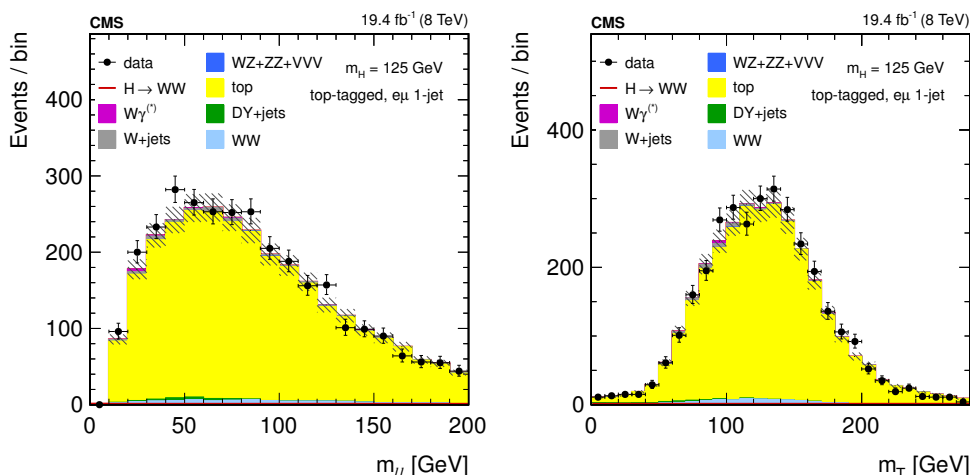 CMS 19.4 fb⁻¹ (8 TeV)
Events / bin
data
H → WW
Wγ(*)
W+jets
WZ+ZZ+VVV
top
DY+jets
WW
m_H = 125 GeV
top-tagged, eμ 1-jet
400
300
200
100
0
0 50 100 150 200
m_ll [GeV]
CMS 19.4 fb⁻¹ (8 TeV)
Events / bin
data
H → WW
Wγ(*)
W+jets
WZ+ZZ+VVV
top
DY+jets
WW
m_H = 125 GeV
top-tagged, eμ 1-jet
400
200
0
0 100 200
m_T [GeV]